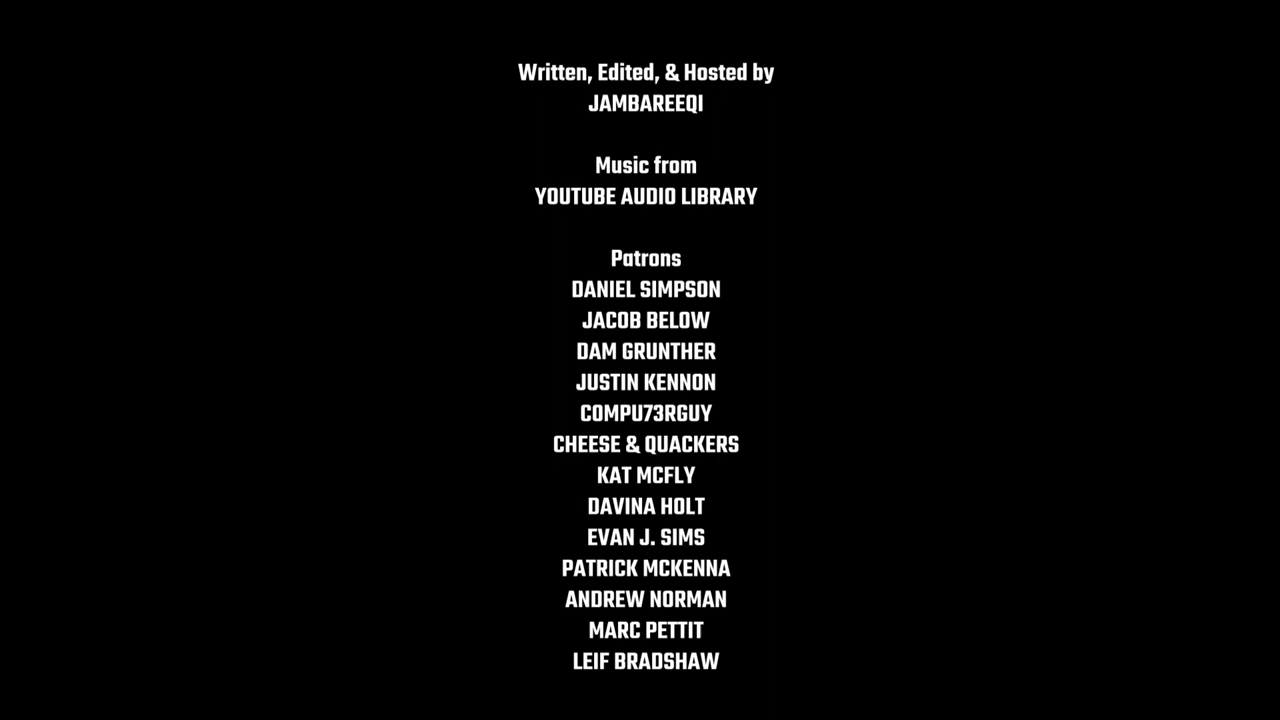 Written, Edited, & Hosted by
JAMBAREEQI
Music from
YOUTUBE AUDIO LIBRARY
Patrons
DANIEL SIMPSON
JACOB BELOW
DAM GRUNTHER
JUSTIN KENNON
COMPU73RGUY
CHEESE & QUACKERS
KAT MCFLY
DAVINA HOLT
EVAN J. SIMS
PATRICK MCKENNA
ANDREW NORMAN
MARC PETTIT
LEIF BRADSHAW